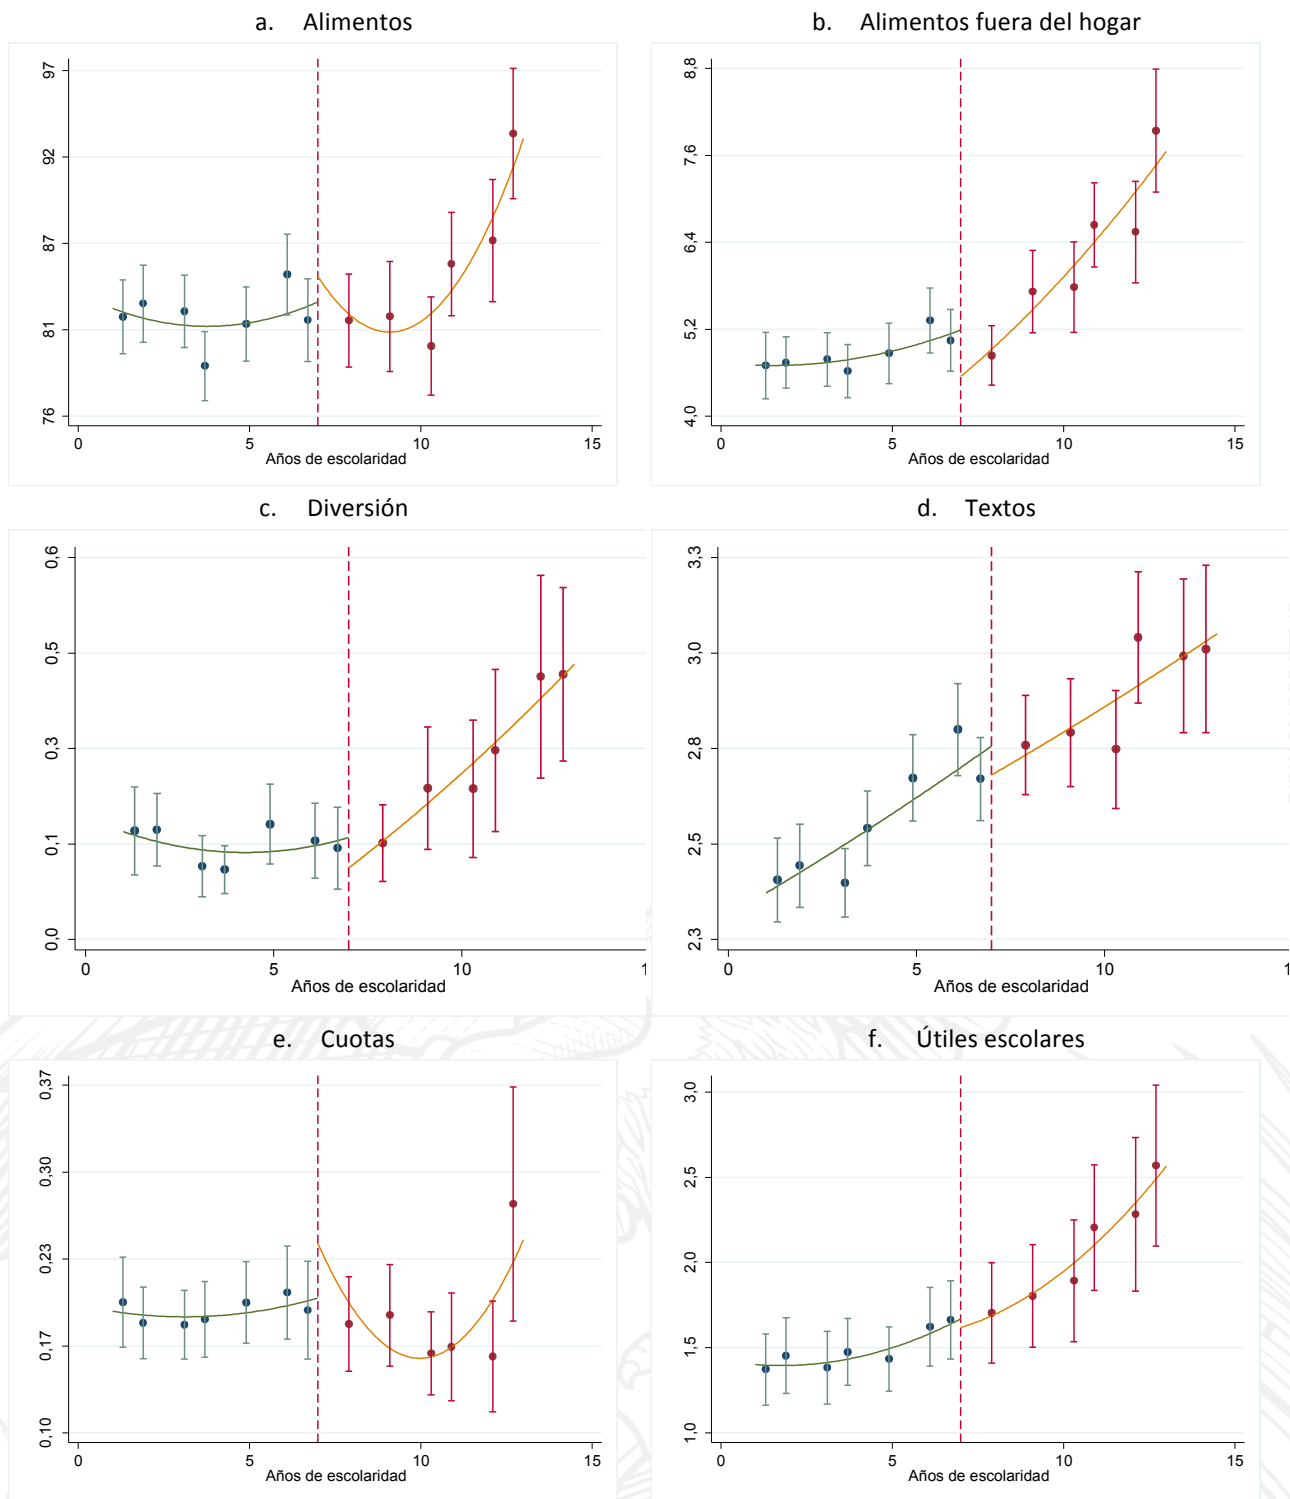 a. Alimentos
97
92
87
81
76
0 5 10 15
Años de escolaridad
b. Alimentos fuera del hogar
8,8
7,6
6,4
5,2
4,0
0 5 10 15
Años de escolaridad
c. Diversión
0,6
0,5
0,3
0,1
0,0
0 5 10 1
Años de escolaridad
d. Textos
3,3
3,0
2,8
2,5
2,3
0 5 10 1
Años de escolaridad
e. Cuotas
0,37
0,30
0,23
0,17
0,10
0 5 10 15
Años de escolaridad
f. Útiles escolares
3,0
2,5
2,0
1,5
1,0
0 5 10 15
Años de escolaridad